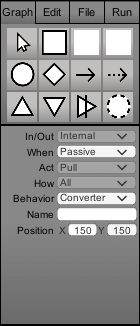 Graph Edit File Run
In/Out Internal
When Passive
Act Pull
How All
Behavior Converter
Name
Position X 150 Y 150